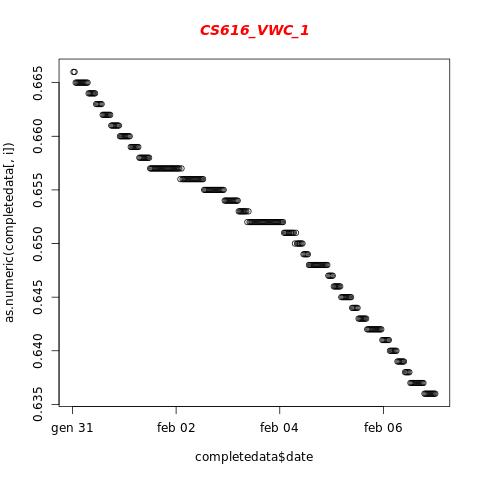 CS616_VWC_1
as.numeric(completedata[, i])
0.665
0.660
0.655
0.650
0.645
0.640
0.635
gen 31
feb 02
feb 04
feb 06
completedata$date